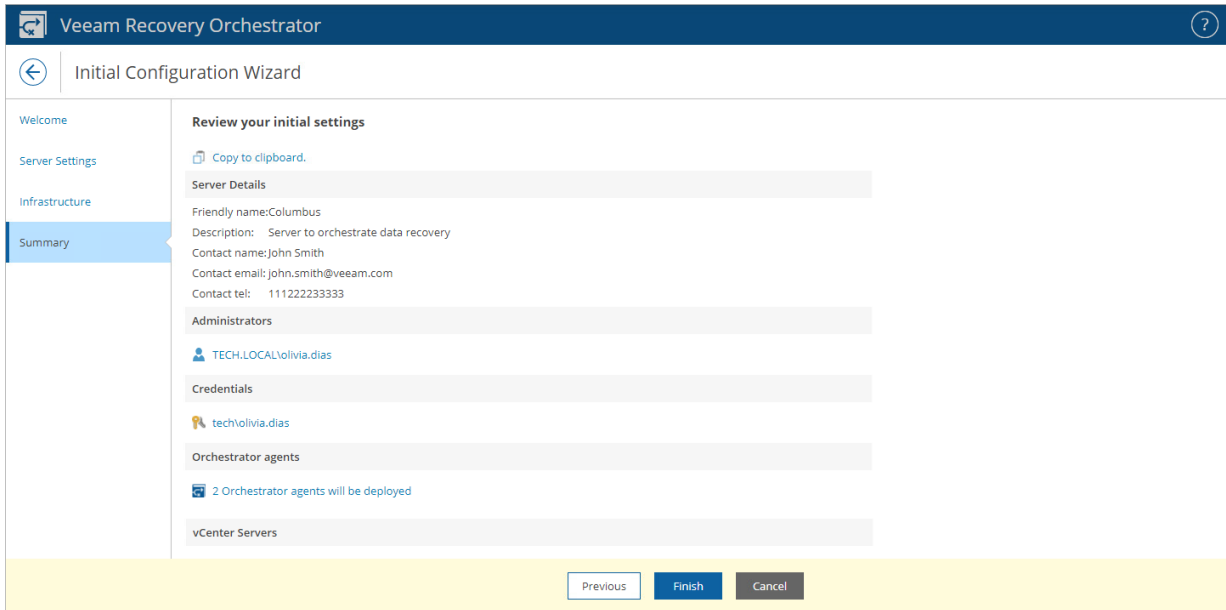 Veeam Recovery Orchestrator
?
Initial Configuration Wizard
Welcome
Server Settings
Infrastructure
Summary
Review your initial settings
Copy to clipboard.
Server Details
Friendly name:Columbus
Description: Server to orchestrate data recovery
Contact name:John Smith
Contact email: john.smith@veeam.com
Contact tel: 111222233333
Administrators
TECH.LOCAL\olivia.dias
Credentials
tech\olivia.dias
Orchestrator agents
2 Orchestrator agents will be deployed
vCenter Servers
Previous Finish Cancel